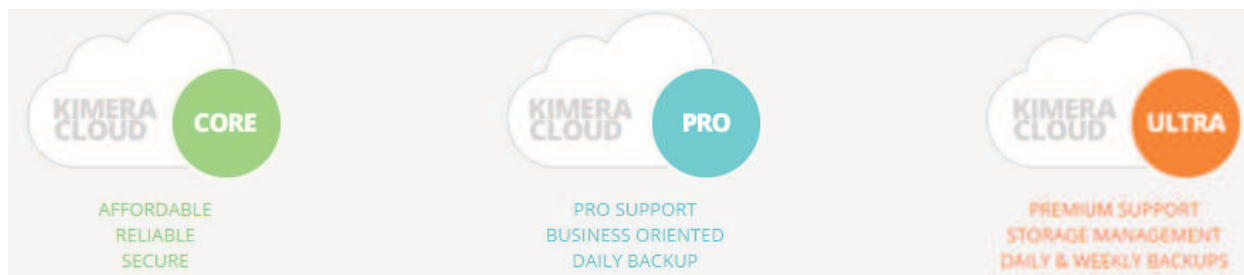 KIMERA
CLOUD
CORE
AFFORDABLE
RELIABLE
SECURE
KIMERA
CLOUD
PRO
PRO SUPPORT
BUSINESS ORIENTED
DAILY BACKUP
KIMERA
CLOUD
ULTRA
PREMIUM SUPPORT
STORAGE MANAGEMENT
DAILY & WEEKLY BACKUPS